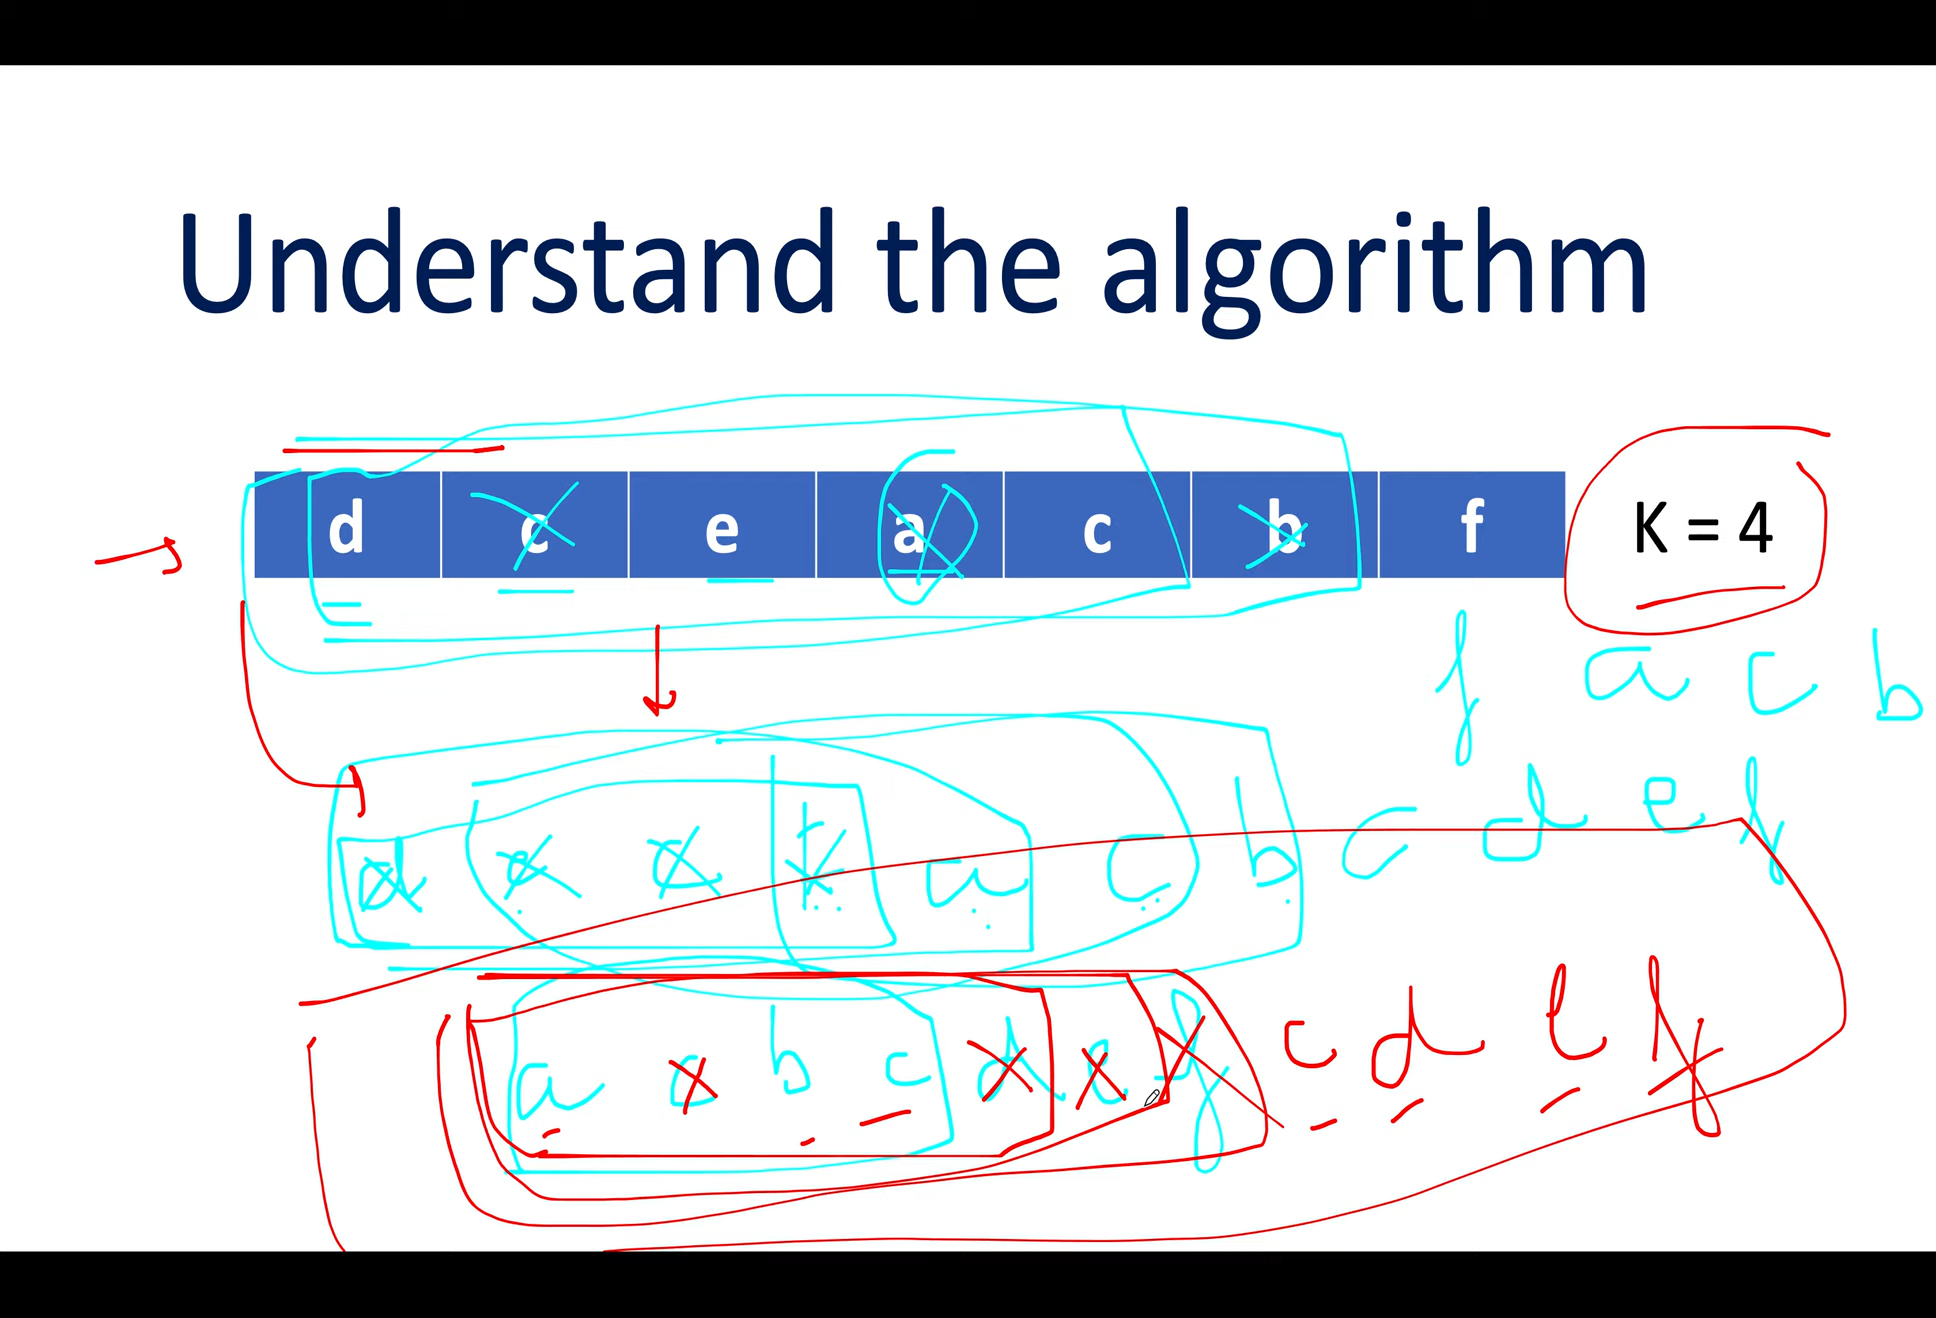 Understand the algorithm
d c e a c b f K = 4
f a c b
d a c b c d e f
a c b c d e f c d e f